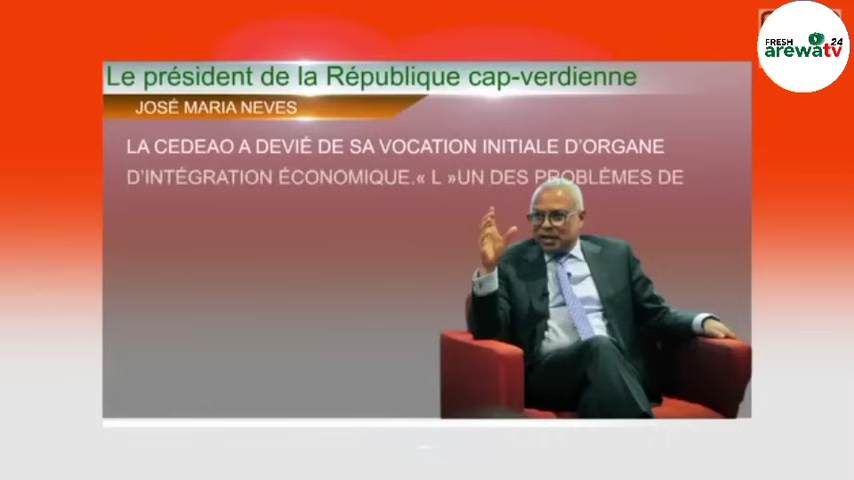 FRESH 24
arewatv
Le président de la République cap-verdienne
JOSÉ MARIA NEVES
LA CEDEAO A DEVIÉ DE SA VOCATION INITIALE D'ORGANE
D'INTÉGRATION ÉCONOMIQUE.« L »UN DES PROBLÈMES DE